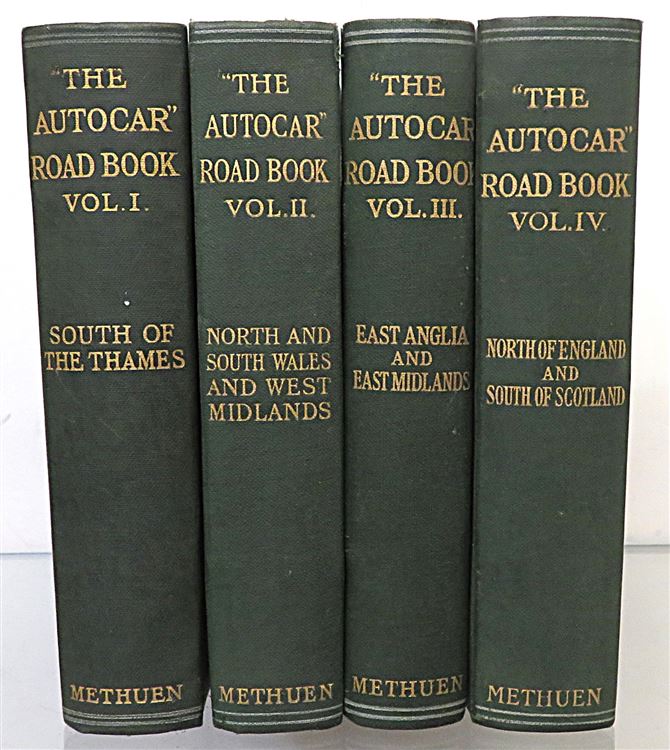 "THE
AUTOCAR"
ROAD BOOK
VOL.I.
SOUTH OF
THE THAMES
METHUEN
"THE
AUTOCAR"
ROAD BOOK
VOL.II.
NORTH AND
SOUTH WALES
AND WEST
MIDLANDS
METHUEN
"THE
AUTOCAR
ROAD BOOK
VOL.III.
EAST ANGLIA
AND
EAST MIDLANDS
METHUEN
"THE
AUTOCAR"
ROAD BOOK
VOL.IV.
NORTH OF ENGLAND
AND
SOUTH OF SCOTLAND
METHUEN